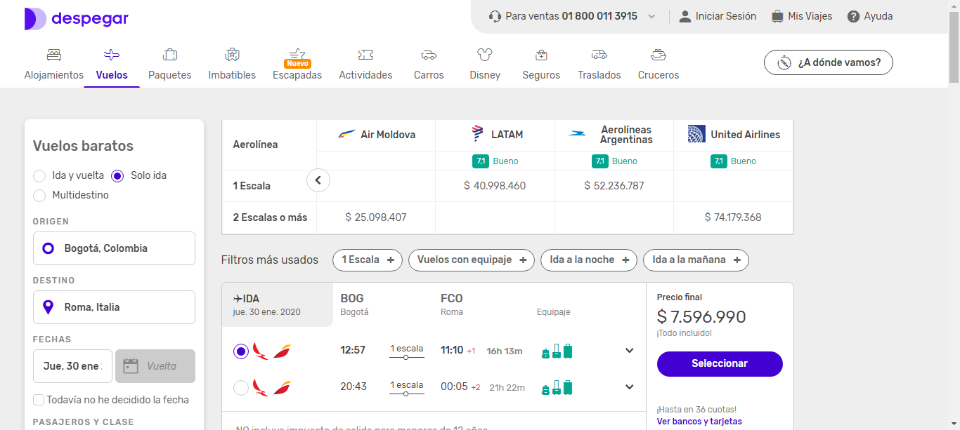 despegar
Para ventas 01 800 011 3915
Iniciar Sesión
Mis Viajes
Ayuda
Alojamientos
Vuelos
Paquetes
Imbatibles
Nuevo
Escapadas
Actividades
Carros
Disney
Seguros
Traslados
Cruceros
¿A dónde vamos?
Vuelos baratos
Ida y vuelta
Solo ida
Multidestino
ORIGEN
Bogotá, Colombia
DESTINO
Roma, Italia
FECHAS
Jue, 30 ene
Vuelta
Todavía no he decidido la fecha
PASAJEROS Y CLASE
Aerolínea
Air Moldova
LATAM
Aerolíneas
Argentinas
United Airlines
7.1 Bueno
7.1 Bueno
7.1 Bueno
1 Escala
$ 40.998.460
$ 52.236.787
2 Escalas o más
$ 25.098.407
$ 74.179.368
Filtros más usados
1 Escala +
Vuelos con equipaje +
Ida a la noche +
Ida a la mañana +
IDA
jue. 30 ene. 2020
BOG
Bogotá
FCO
Roma
Equipaje
12:57
1 escala
11:10 +1
16h 13m
20:43
1 escala
00:05 +2
21h 22m
NO incluye impuesto de salida para menores de 12 años
Precio final
$ 7.596.990
¡Todo incluido!
Seleccionar
¡Hasta en 36 cuotas!
Ver bancos y tarjetas